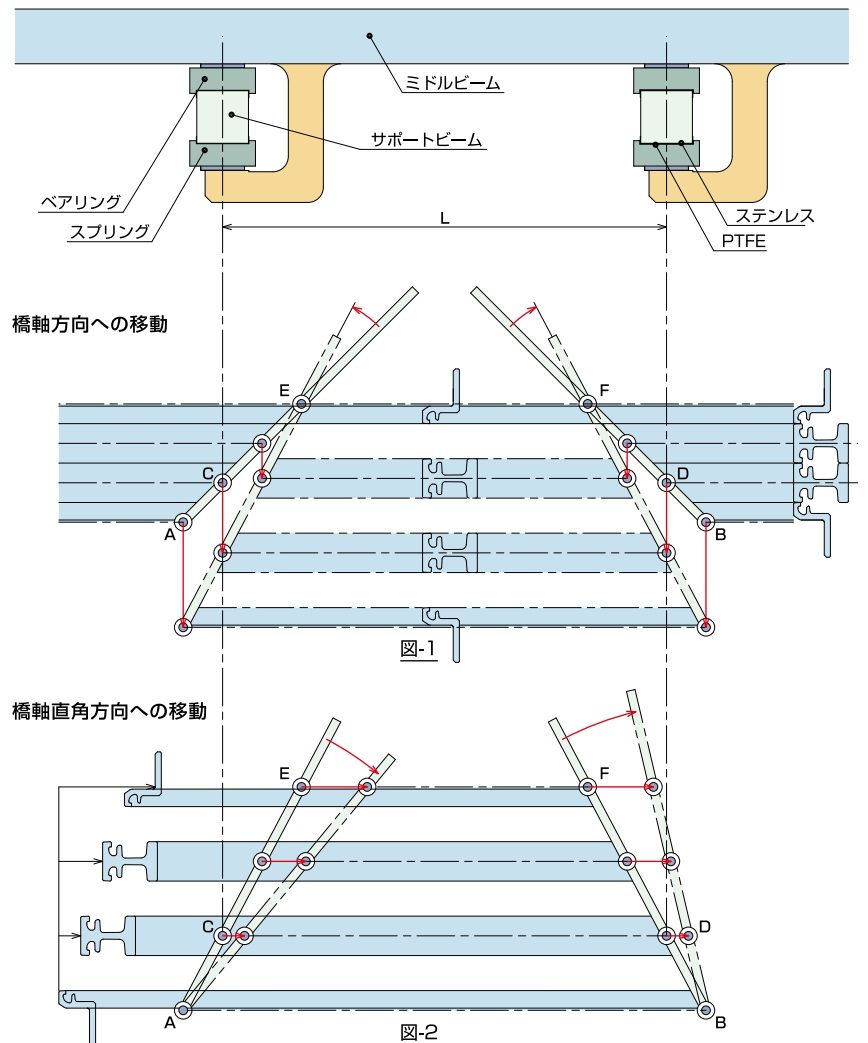 ミドルビーム
サポートビーム
ベアリング
スプリング
ステンレス
PTFE
L
橋軸方向への移動
E
F
C
D
A
B
図-1
橋軸直角方向への移動
E
F
C
D
A
B
図-2